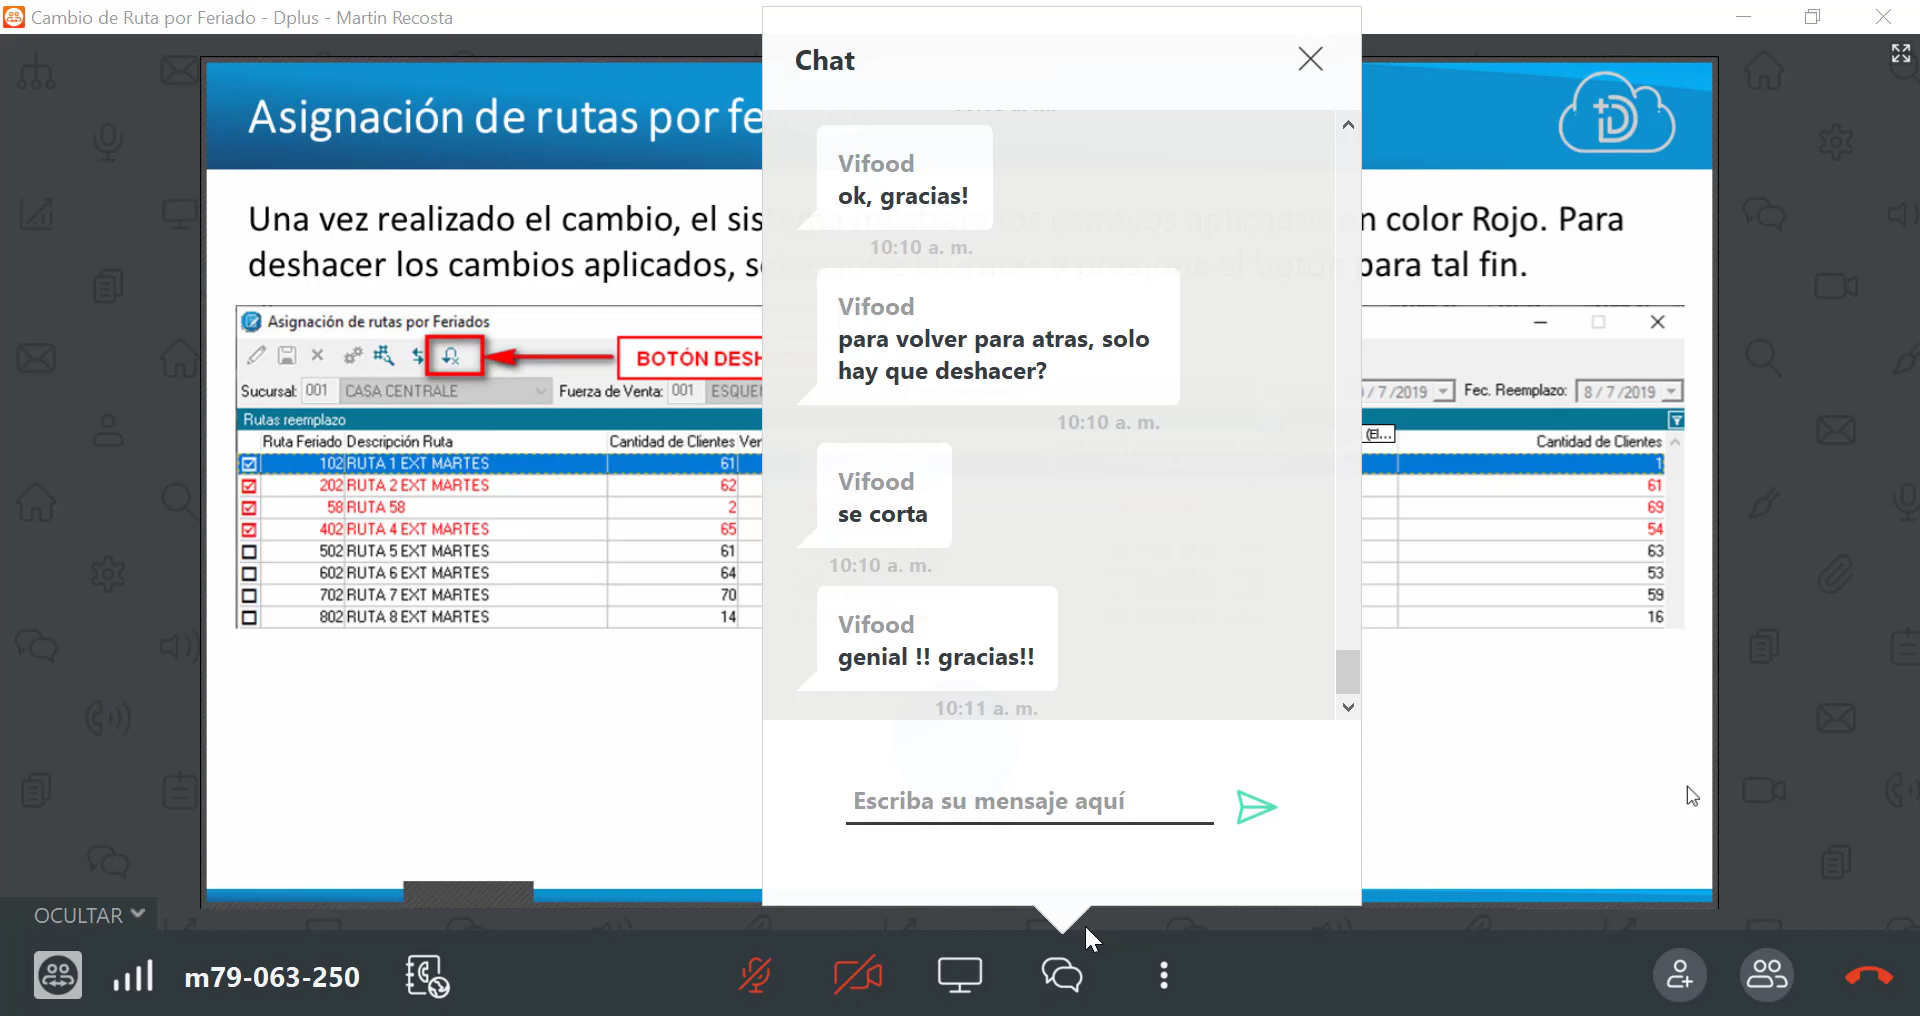 Cambio de Ruta por Feriado - Dplus - Martin Recosta
Asignación de rutas por fe
Una vez realizado el cambio, el sis
n color Rojo. Para
deshacer los cambios aplicados, s
para tal fin.
Asignación de rutas por Feriados
BOTÓN DESH
Sucursal: 001 CASA CENTRALE Fuerza de Venta: 001 ESQUE
/ 7 /2019 Fec. Reemplazo: 8 / 7 /2019
Rutas reemplazo
Ruta Feriado Descripción Ruta Cantidad de Clientes Ver
(El... Cantidad de Clientes
102 RUTA 1 EXT MARTES 61 1
202 RUTA 2 EXT MARTES 62 61
58 RUTA 58 2 69
402 RUTA 4 EXT MARTES 65 54
502 RUTA 5 EXT MARTES 61 63
602 RUTA 6 EXT MARTES 64 53
702 RUTA 7 EXT MARTES 70 59
802 RUTA 8 EXT MARTES 14 16
Chat
Vifood
ok, gracias!
10:10 a. m.
Vifood
para volver para atras, solo
hay que deshacer?
10:10 a. m.
Vifood
se corta
10:10 a. m.
Vifood
genial !! gracias!!
10:11 a. m.
Escriba su mensaje aquí
OCULTAR
m79-063-250